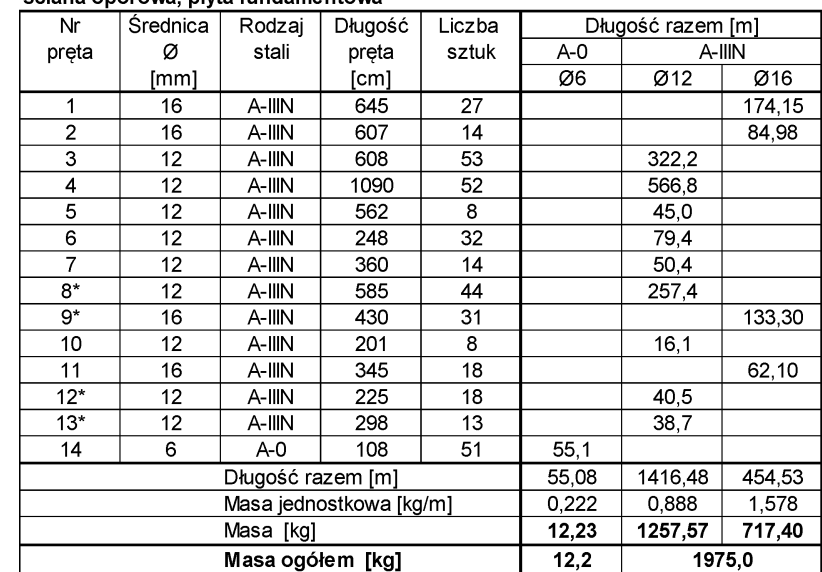 ściana oporowa, płyta fundamentowa
Nr Średnica Rodzaj Długość Liczba Długość razem [m]
pręta Ø stali pręta sztuk A-0 A-IIIN
[mm] [cm] Ø6 Ø12 Ø16
1 16 A-IIIN 645 27 174,15
2 16 A-IIIN 607 14 84,98
3 12 A-IIIN 608 53 322,2
4 12 A-IIIN 1090 52 566,8
5 12 A-IIIN 562 8 45,0
6 12 A-IIIN 248 32 79,4
7 12 A-IIIN 360 14 50,4
8* 12 A-IIIN 585 44 257,4
9* 16 A-IIIN 430 31 133,30
10 12 A-IIIN 201 8 16,1
11 16 A-IIIN 345 18 62,10
12* 12 A-IIIN 225 18 40,5
13* 12 A-IIIN 298 13 38,7
14 6 A-0 108 51 55,1
Długość razem [m] 55,08 1416,48 454,53
Masa jednostkowa [kg/m] 0,222 0,888 1,578
Masa [kg] 12,23 1257,57 717,40
Masa ogółem [kg] 12,2 1975,0